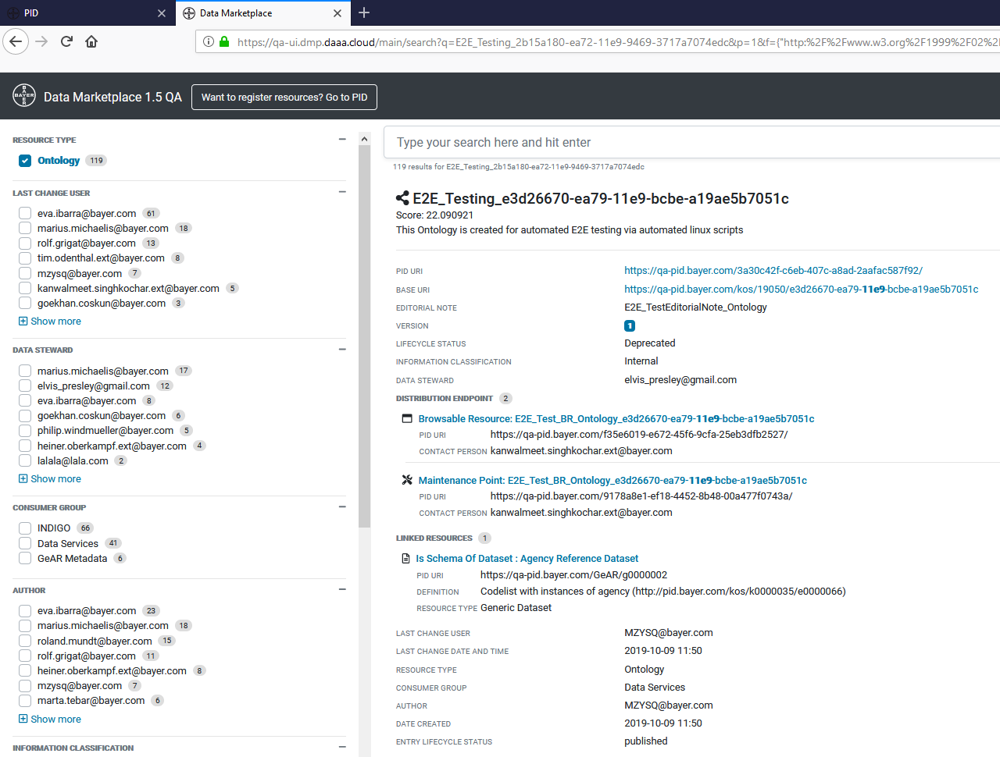 PID
Data Marketplace
https://qa-ui.dmp.daaa.cloud/main/search?q=E2E_Testing_2b15a180-ea72-11e9-9469-3717a7074edc&p=1&f={"http:%2F%2Fwww.w3.org%2F1999%2F02%2
BAYER
Data Marketplace 1.5 QA
Want to register resources? Go to PID
RESOURCE TYPE
Ontology 119
LAST CHANGE USER
eva.ibarra@bayer.com 61
marius.michaelis@bayer.com 18
rolf.grigat@bayer.com 13
tim.odenthal.ext@bayer.com 8
mzysq@bayer.com 7
kanwalmeet.singhkochar.ext@bayer.com 5
goekhan.coskun@bayer.com 3
Show more
DATA STEWARD
marius.michaelis@bayer.com 17
elvis_presley@gmail.com 12
eva.ibarra@bayer.com 8
goekhan.coskun@bayer.com 6
philip.windmueller@bayer.com 5
heiner.oberkampf.ext@bayer.com 4
lalala@lala.com 2
Show more
CONSUMER GROUP
INDIGO 66
Data Services 41
GeAR Metadata 6
AUTHOR
eva.ibarra@bayer.com 23
marius.michaelis@bayer.com 18
roland.mundt@bayer.com 15
rolf.grigat@bayer.com 11
heiner.oberkampf.ext@bayer.com 8
mzysq@bayer.com 7
marta.tebar@bayer.com 6
Show more
INFORMATION CLASSIFICATION
Type your search here and hit enter
119 results for E2E_Testing_2b15a180-ea72-11e9-9469-3717a7074edc
E2E_Testing_e3d26670-ea79-11e9-bcbe-a19ae5b7051c
Score: 22.090921
This Ontology is created for automated E2E testing via automated linux scripts
PID URI https://qa-pid.bayer.com/3a30c42f-c6eb-407c-a8ad-2aafac587f92/
BASE URI https://qa-pid.bayer.com/kos/19050/e3d26670-ea79-11e9-bcbe-a19ae5b7051c
EDITORIAL NOTE E2E_TestEditorialNote_Ontology
VERSION 1
LIFECYCLE STATUS Deprecated
INFORMATION CLASSIFICATION Internal
DATA STEWARD elvis_presley@gmail.com
DISTRIBUTION ENDPOINT 2
Browsable Resource: E2E_Test_BR_Ontology_e3d26670-ea79-11e9-bcbe-a19ae5b7051c
PID URI https://qa-pid.bayer.com/f35e6019-e672-45f6-9cfa-25eb3dfb2527/
CONTACT PERSON kanwalmeet.singhkochar.ext@bayer.com
Maintenance Point: E2E_Test_BR_Ontology_e3d26670-ea79-11e9-bcbe-a19ae5b7051c
PID URI https://qa-pid.bayer.com/9178a8e1-ef18-4452-8b48-00a477f0743a/
CONTACT PERSON kanwalmeet.singhkochar.ext@bayer.com
LINKED RESOURCES 1
Is Schema Of Dataset : Agency Reference Dataset
PID URI https://qa-pid.bayer.com/GeAR/g0000002
DEFINITION Codelist with instances of agency (http://pid.bayer.com/kos/k0000035/e0000066)
RESOURCE TYPE Generic Dataset
LAST CHANGE USER MZYSQ@bayer.com
LAST CHANGE DATE AND TIME 2019-10-09 11:50
RESOURCE TYPE Ontology
CONSUMER GROUP Data Services
AUTHOR MZYSQ@bayer.com
DATE CREATED 2019-10-09 11:50
ENTRY LIFECYCLE STATUS published